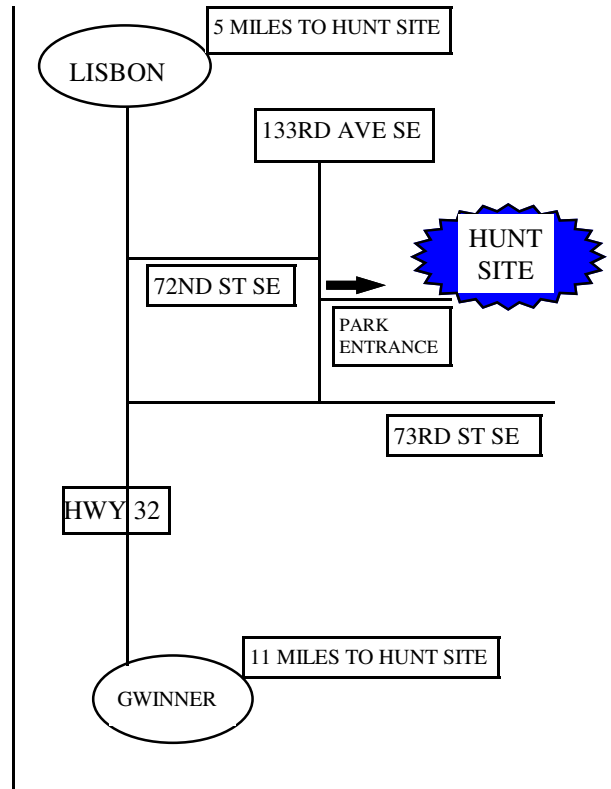 5 MILES TO HUNT SITE
LISBON
133RD AVE SE
HUNT
SITE
72ND ST SE
PARK
ENTRANCE
73RD ST SE
HWY 32
11 MILES TO HUNT SITE
GWINNER